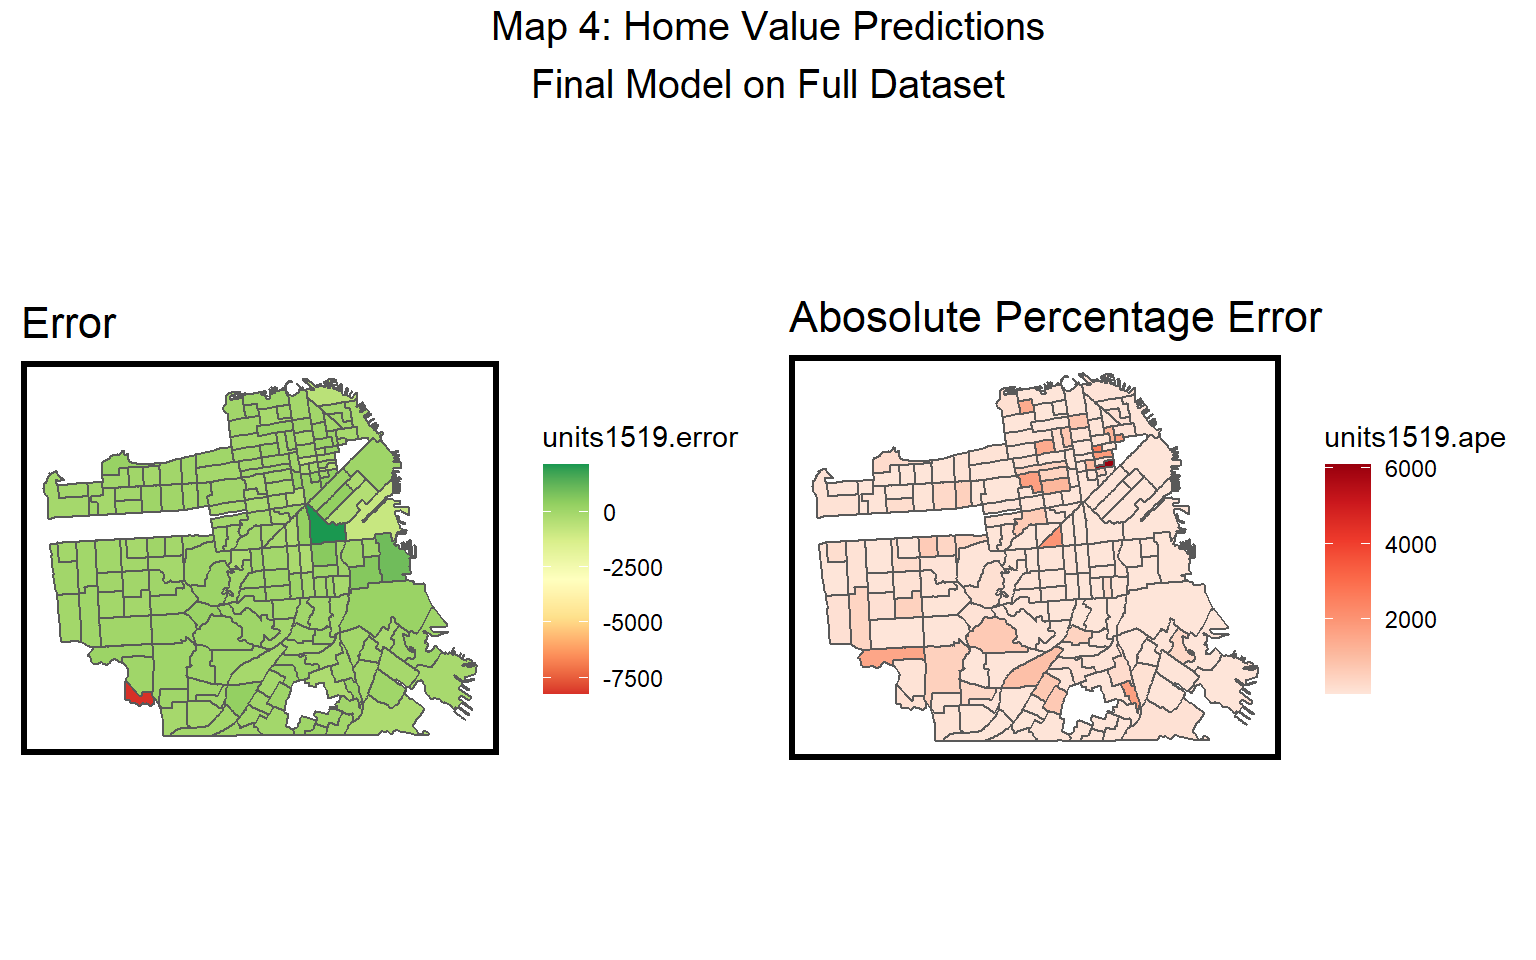 Map 4: Home Value Predictions
Final Model on Full Dataset
Error
units1519.error
0
-2500
-5000
-7500
Abosolute Percentage Error
units1519.ape
6000
4000
2000